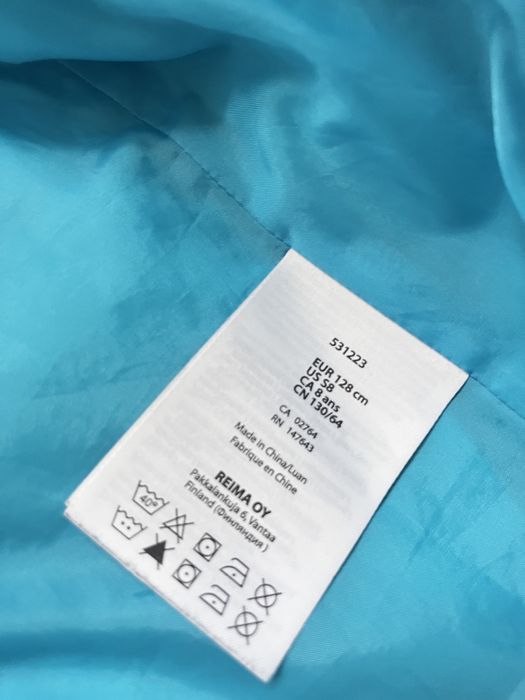 531223
EUR 128 cm
US S8
CA 8 ans
CN 130/64
CA 02764
RN 147643
Made in China/Luan
Fabrique en Chine
REIMA OY
Pakkalankuja 6, Vantaa
Finland (Финляндия)
40°